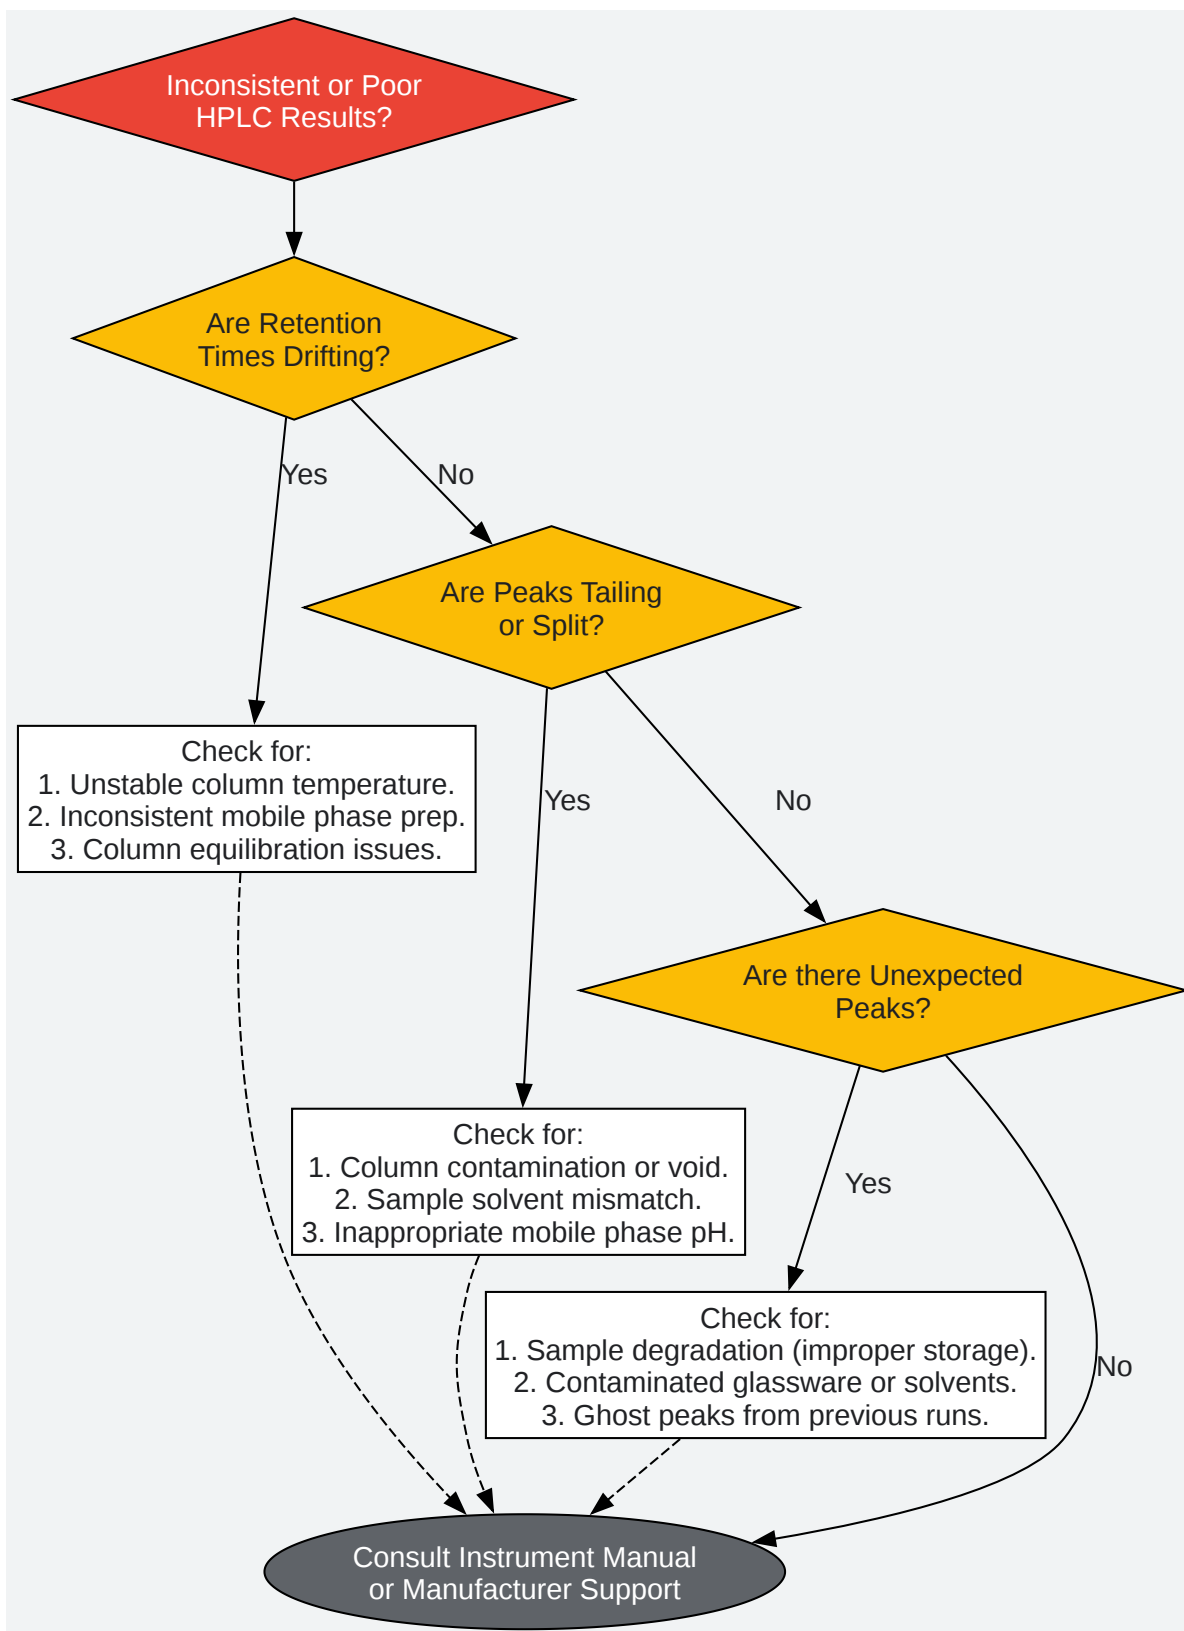 Inconsistent or Poor
HPLC Results?
Are Retention
Times Drifting?
Yes
No
Are Peaks Tailing
or Split?
Check for:
1. Unstable column temperature.
2. Inconsistent mobile phase prep.
3. Column equilibration issues.
Yes
No
Are there Unexpected
Peaks?
Check for:
1. Column contamination or void.
2. Sample solvent mismatch.
3. Inappropriate mobile phase pH.
Yes
Check for:
1. Sample degradation (improper storage).
2. Contaminated glassware or solvents.
3. Ghost peaks from previous runs.
No
Consult Instrument Manual
or Manufacturer Support